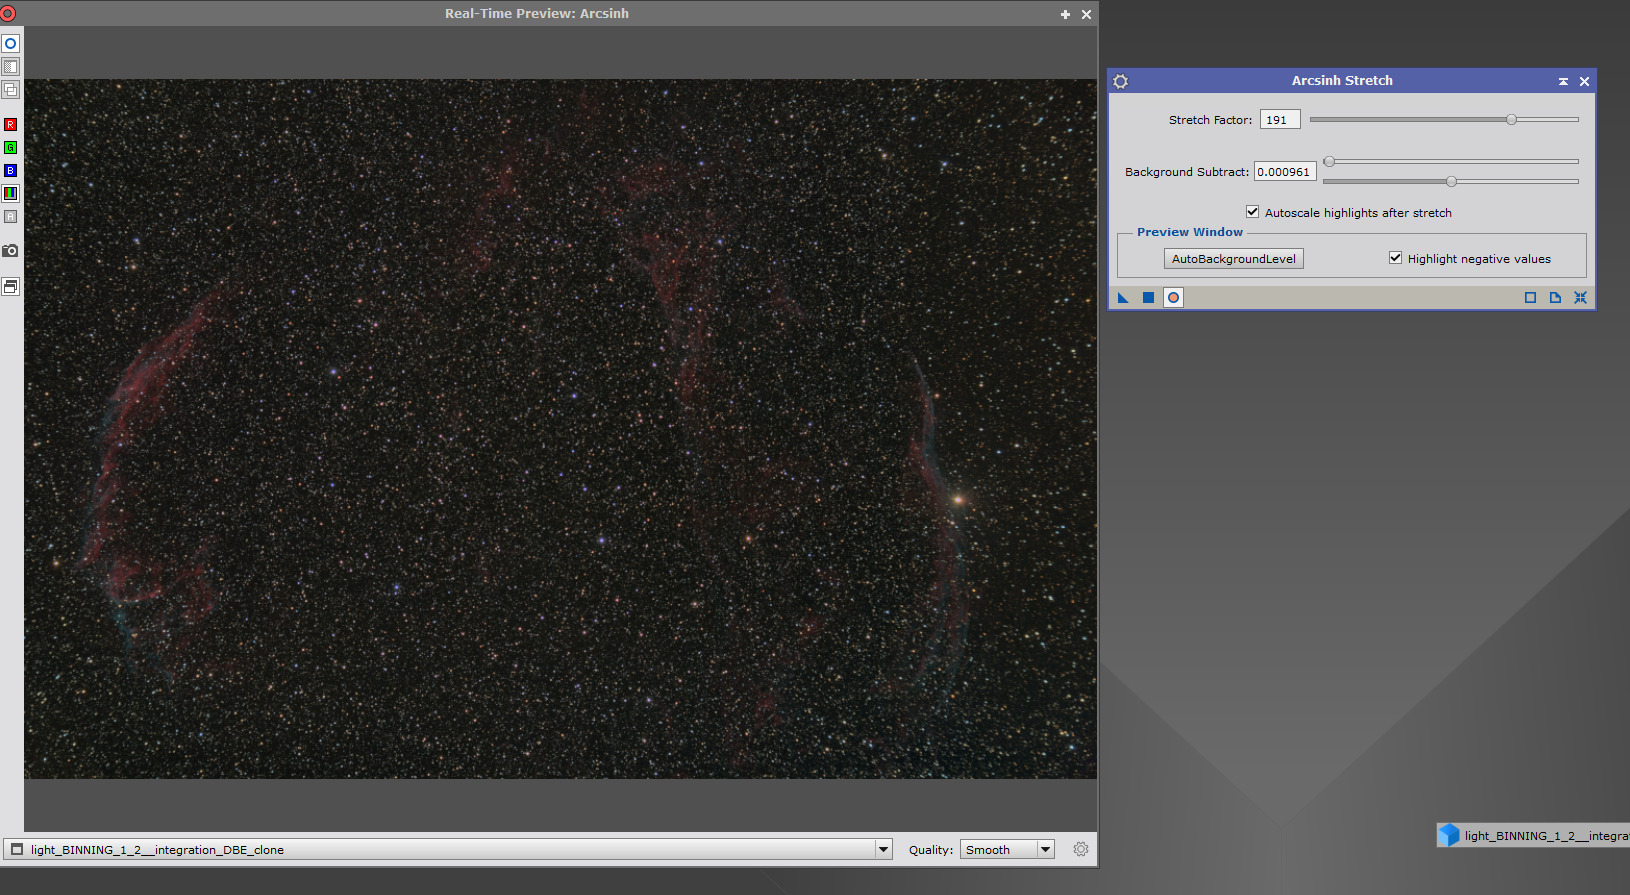 Real-Time Preview: Arcsinh
R
G
B
A
light_BINNING_1_2__integration_DBE_clone
Quality: Smooth
Arcsinh Stretch
Stretch Factor: 191
Background Subtract: 0.000961
Autoscale highlights after stretch
Preview Window
AutoBackgroundLevel
Highlight negative values
light_BINNING_1_2__integra